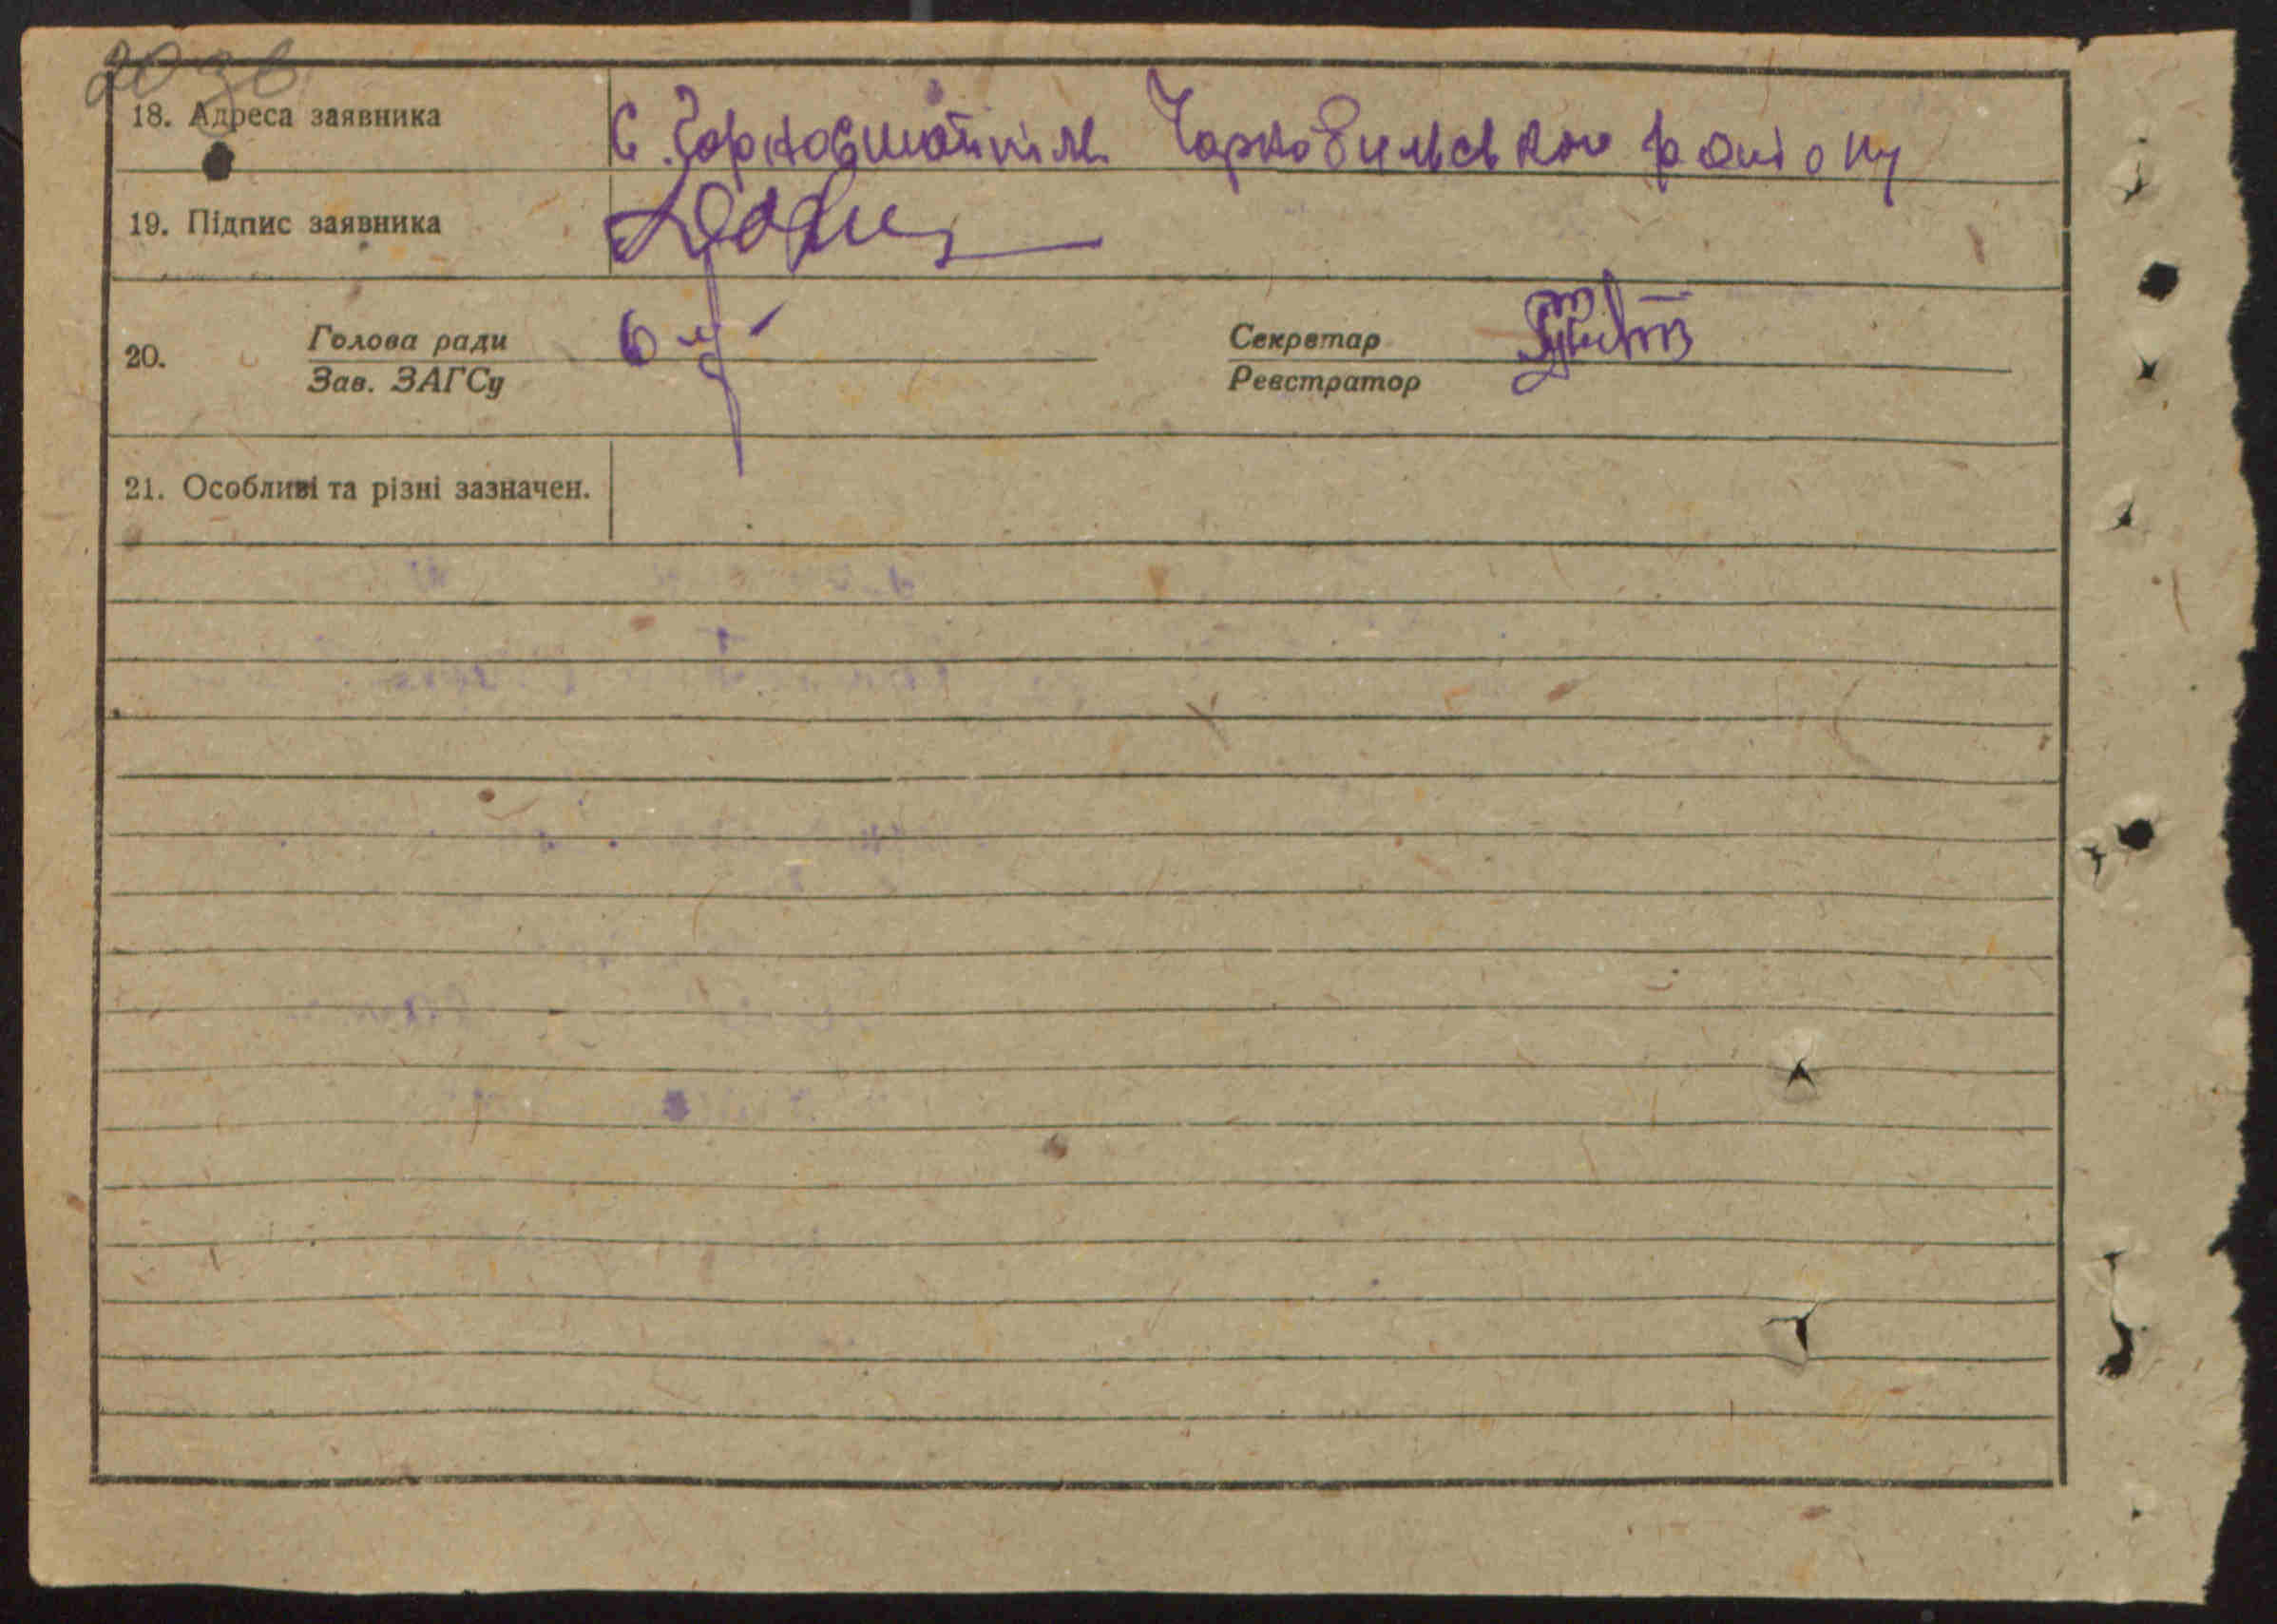 18. Адреса заявника С. Горностайпіль Чорнобильского району
19. Підпис заявника
20. Голова ради Секретар
Зав. ЗАГСу Реєстратор
21. Особливі та різні зазначен.